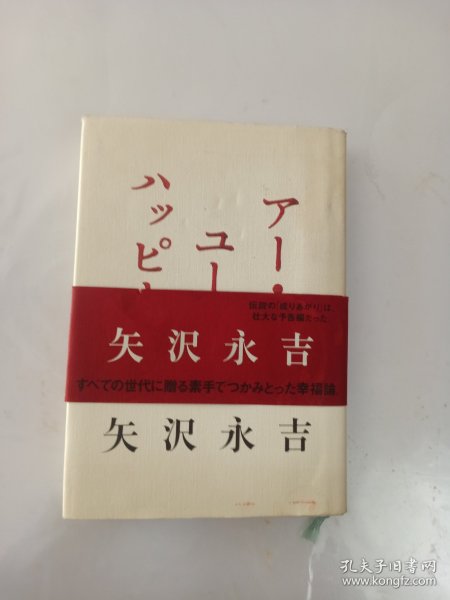 アー・
ユー
ハッピー
伝説の「成りあがり」は、
壮大な予告編だった
矢沢永吉
すべての世代に贈る素手でつかみとった幸福論
矢沢永吉
孔夫子旧书网
www.kongfz.com